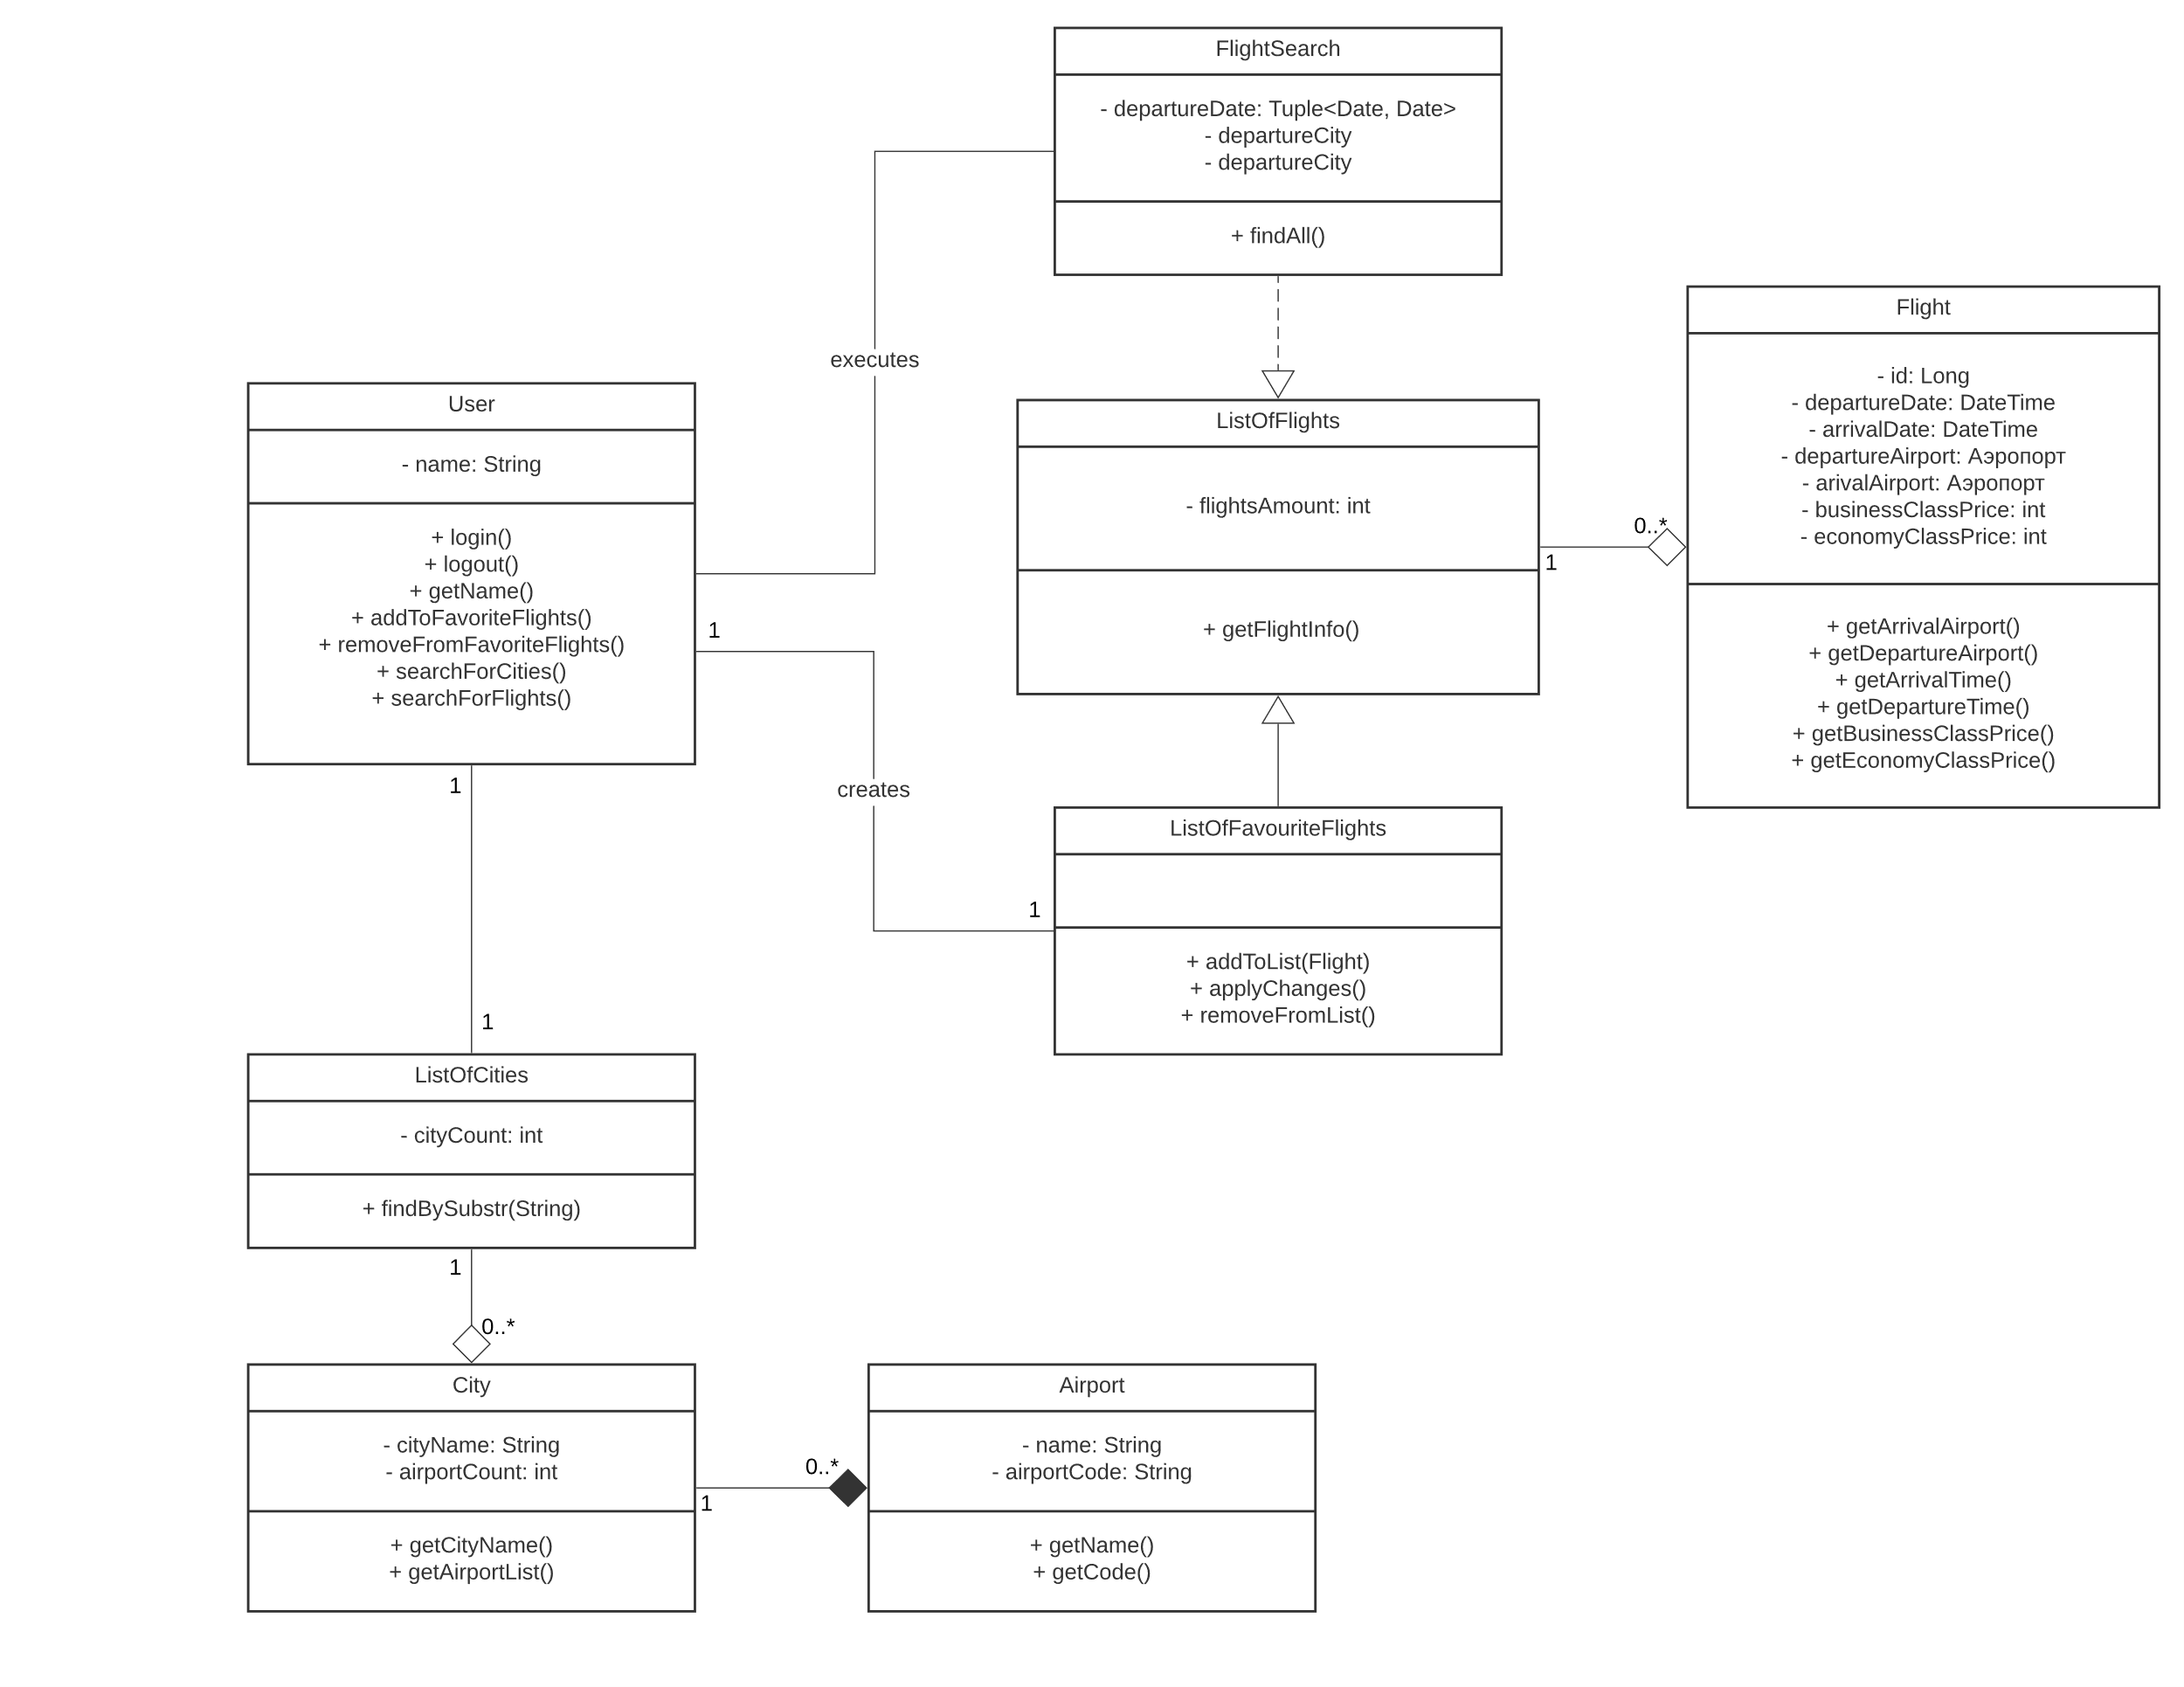 FlightSearch
- departureDate: Tuple<Date, Date>
- departureCity
- departureCity
+ findAll()
executes
User
- name: String
+ login()
+ logout()
+ getName()
+ addToFavoriteFlights()
+ removeFromFavoriteFlights()
+ searchForCities()
+ searchForFlights()
1
creates
1
ListOfFlights
- flightsAmount: int
+ getFlightInfo()
1
0..*
Flight
- id: Long
- departureDate: DateTime
- arrivalDate: DateTime
- departureAirport: Аэропорт
- arivalAirport: Аэропорт
- businessClassPrice: int
- economyClassPrice: int
+ getArrivalAirport()
+ getDepartureAirport()
+ getArrivalTime()
+ getDepartureTime()
+ getBusinessClassPrice()
+ getEconomyClassPrice()
ListOfFavouriteFlights
+ addToList(Flight)
+ applyChanges()
+ removeFromList()
1
1
ListOfCities
- cityCount: int
+ findBySubstr(String)
1
0..*
City
- cityName: String
- airportCount: int
+ getCityName()
+ getAirportList()
1
0..*
Airport
- name: String
- airportCode: String
+ getName()
+ getCode()